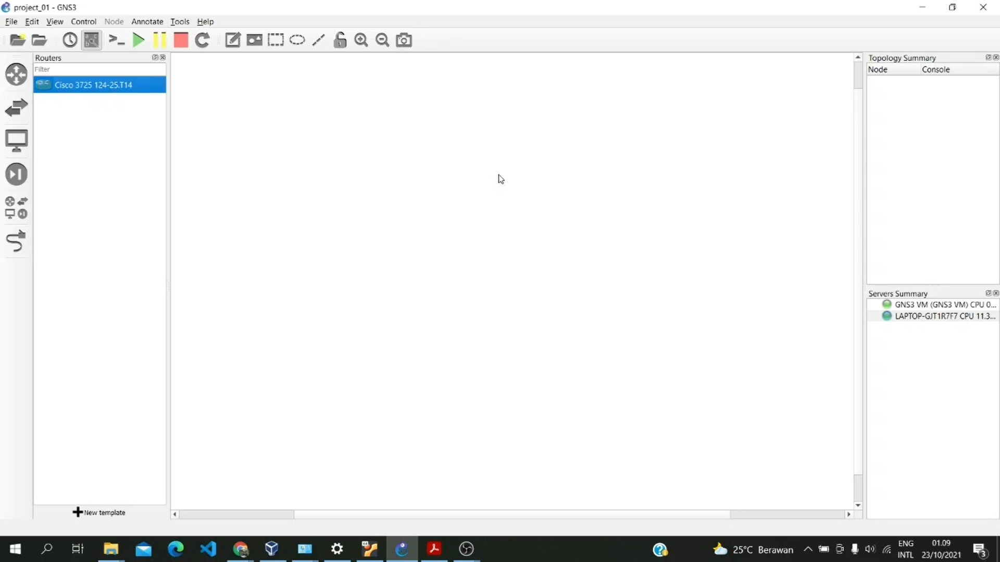 project_01 - GNS3
File Edit View Control Node Annotate Tools Help
Routers
Filter
Cisco 3725 124-25.T14
New template
Topology Summary
Node Console
Servers Summary
GNS3 VM (GNS3 VM) CPU 0...
LAPTOP-GJT1R7F7 CPU 11.3...
25°C Berawan
ENG
INTL
01.09
23/10/2021
3